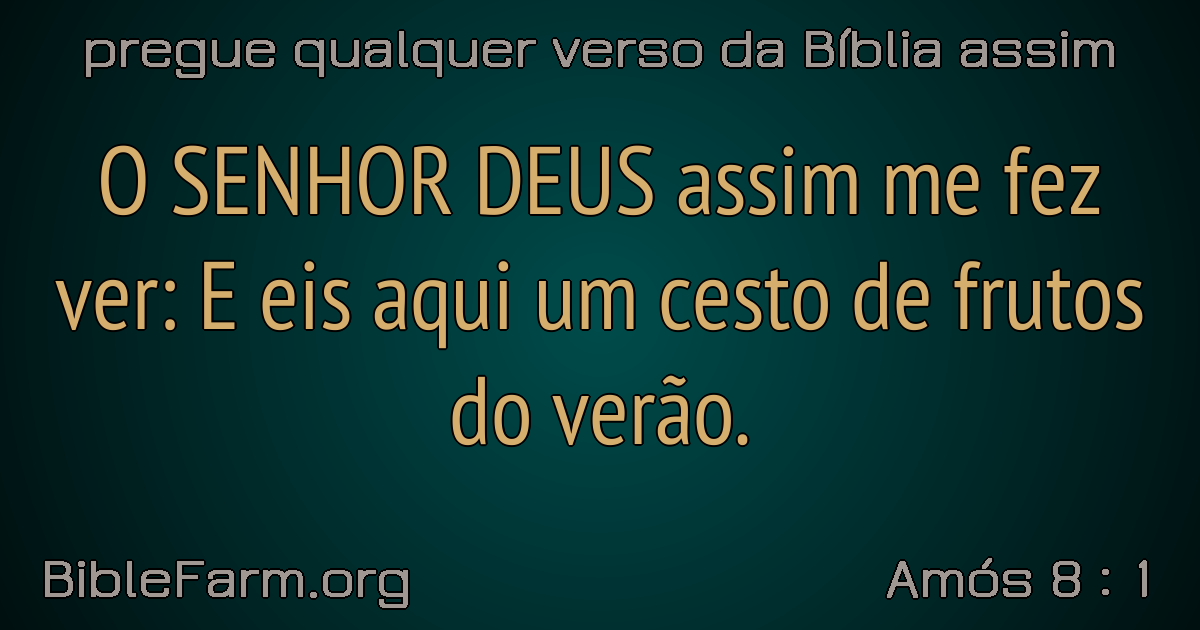 pregue qualquer verso da Bíblia assim
O SENHOR DEUS assim me fez
ver: E eis aqui um cesto de frutos
do verão.
BibleFarm.org
Amós 8 : 1